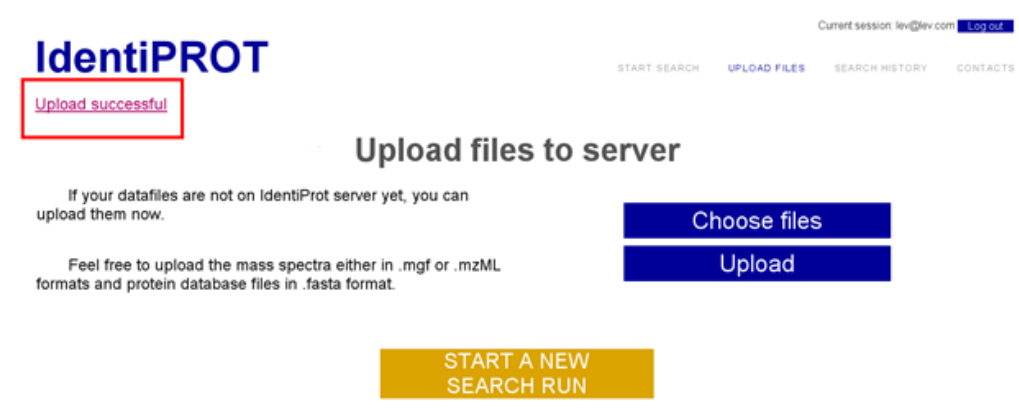 Current session: lev@lev.com Log out
IdentiPROT
START SEARCH UPLOAD FILES SEARCH HISTORY CONTACTS
Upload successful
Upload files to server
If your datafiles are not on IdentiProt server yet, you can
upload them now.
Feel free to upload the mass spectra either in .mgf or .mzML
formats and protein database files in .fasta format.
Choose files
Upload
START A NEW
SEARCH RUN